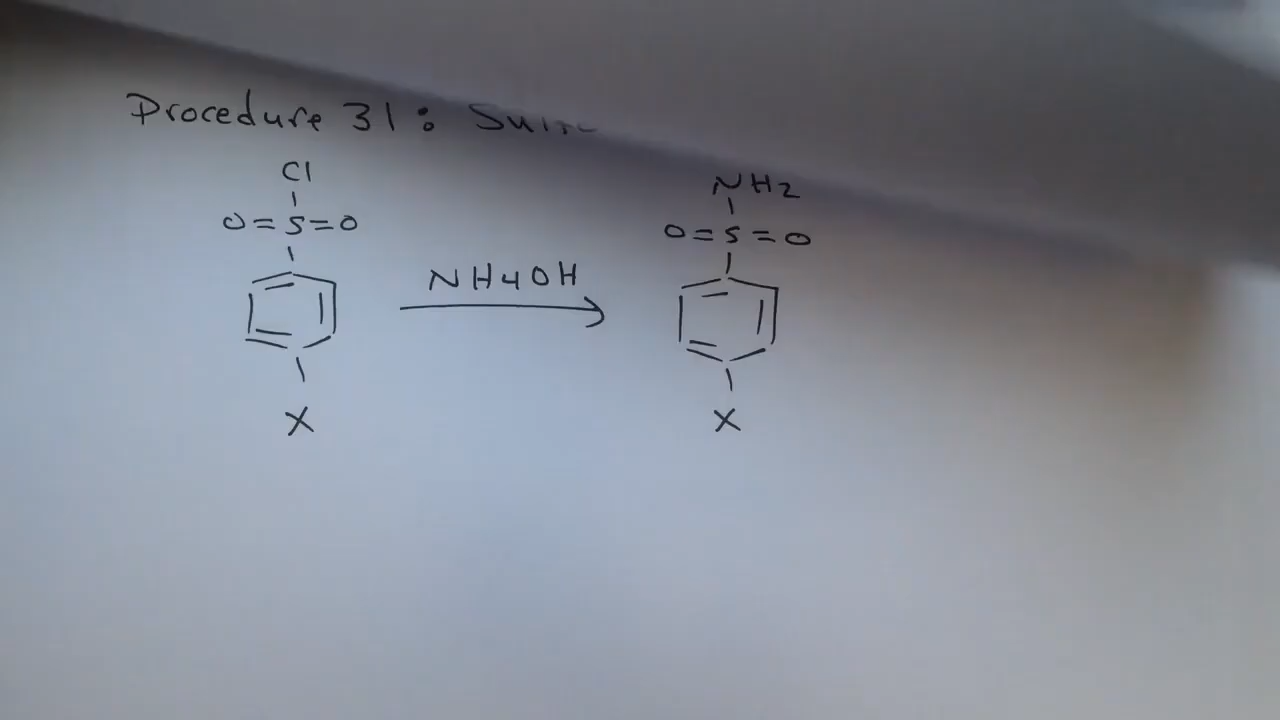 Procedure 31:
Cl
O=S=O
X
NH4OH
NH2
O=S=O
X